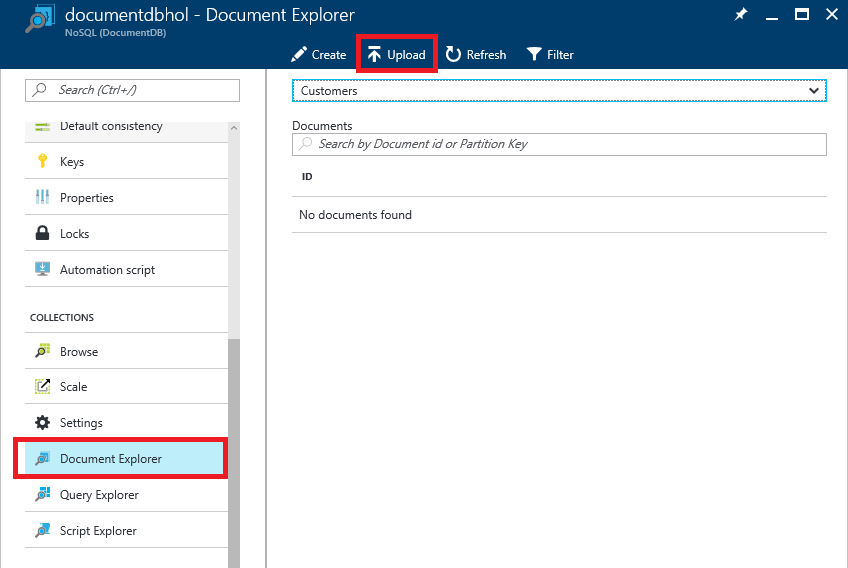 documentdbhol - Document Explorer
NoSQL (DocumentDB)
Create Upload Refresh Filter
Search (Ctrl+/)
Default consistency
Keys
Properties
Locks
Automation script
COLLECTIONS
Browse
Scale
Settings
Document Explorer
Query Explorer
Script Explorer
Customers
Documents
Search by Document id or Partition Key
ID
No documents found